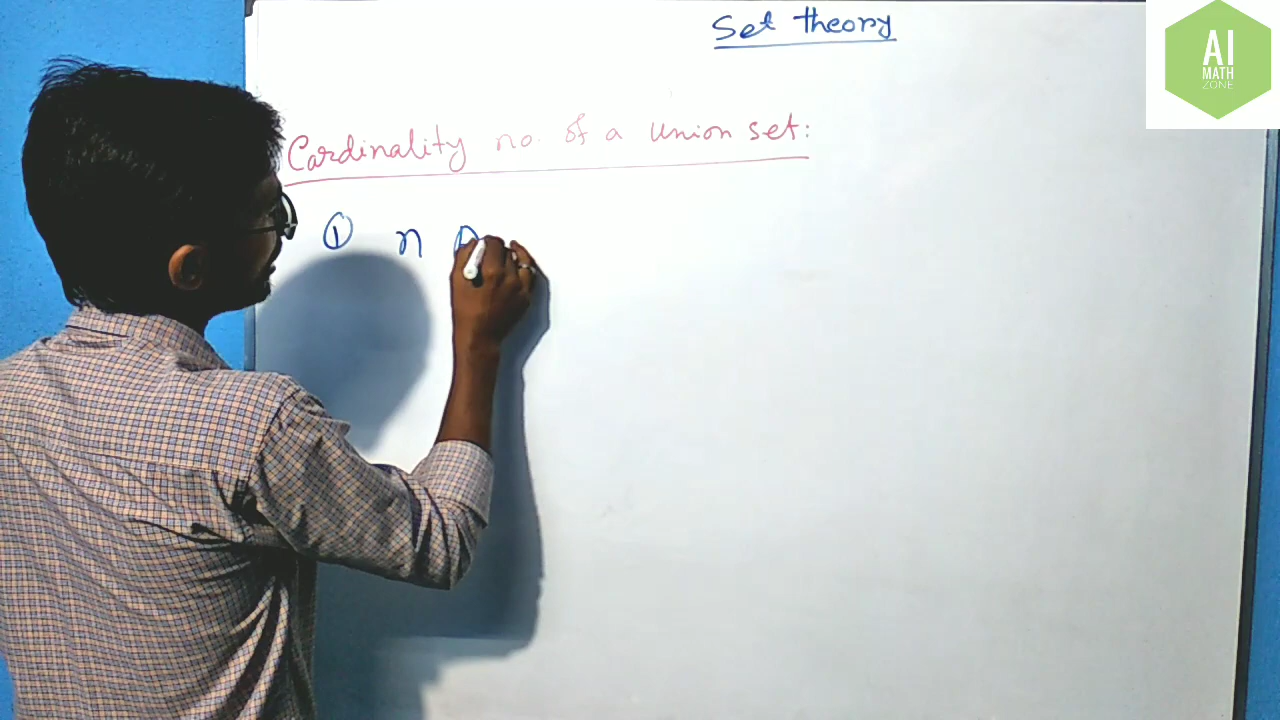 Set theory
AI
MATH
ZONE
Cardinality no. of a union set:
① n